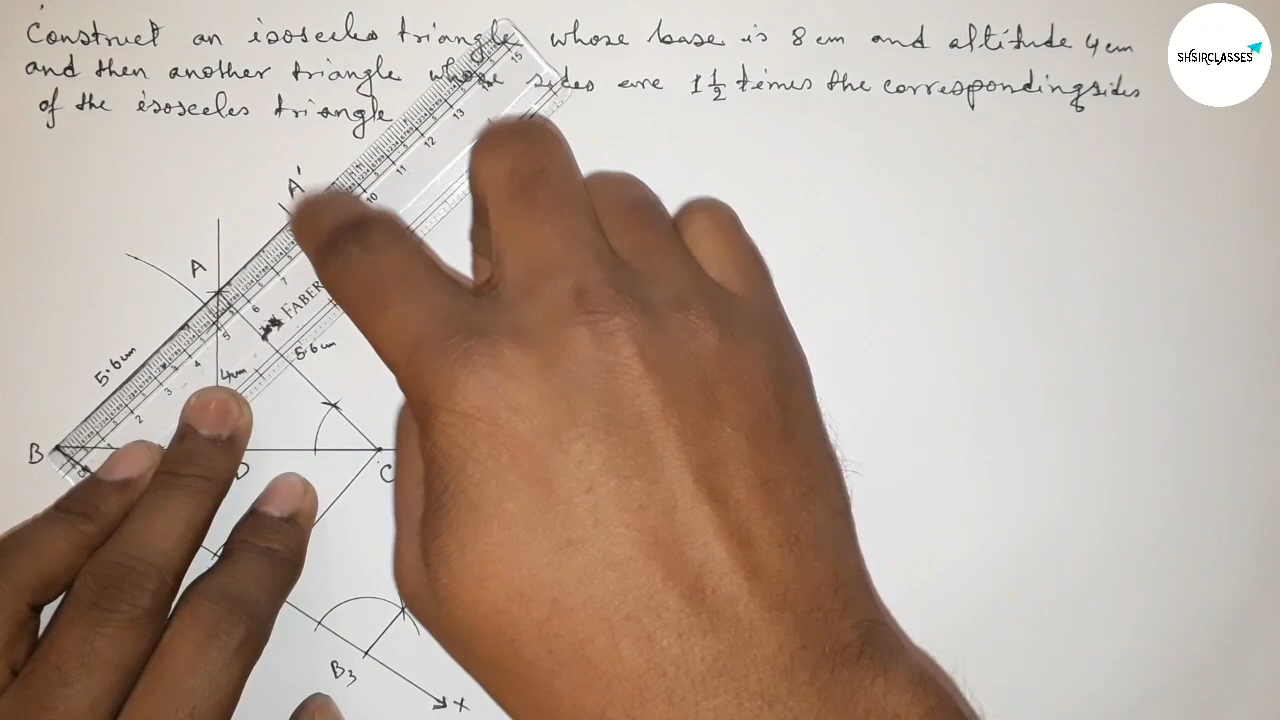 Construct an isosceles triangle whose base is 8 cm and altitude 4 cm
and then another triangle whose sides are 1 1/2 times the corresponding sides
of the isosceles triangle
SHSIRCLASSES
A'
A
5.6 cm
5.6 cm
4cm
FABER
B
D
C
B3
X